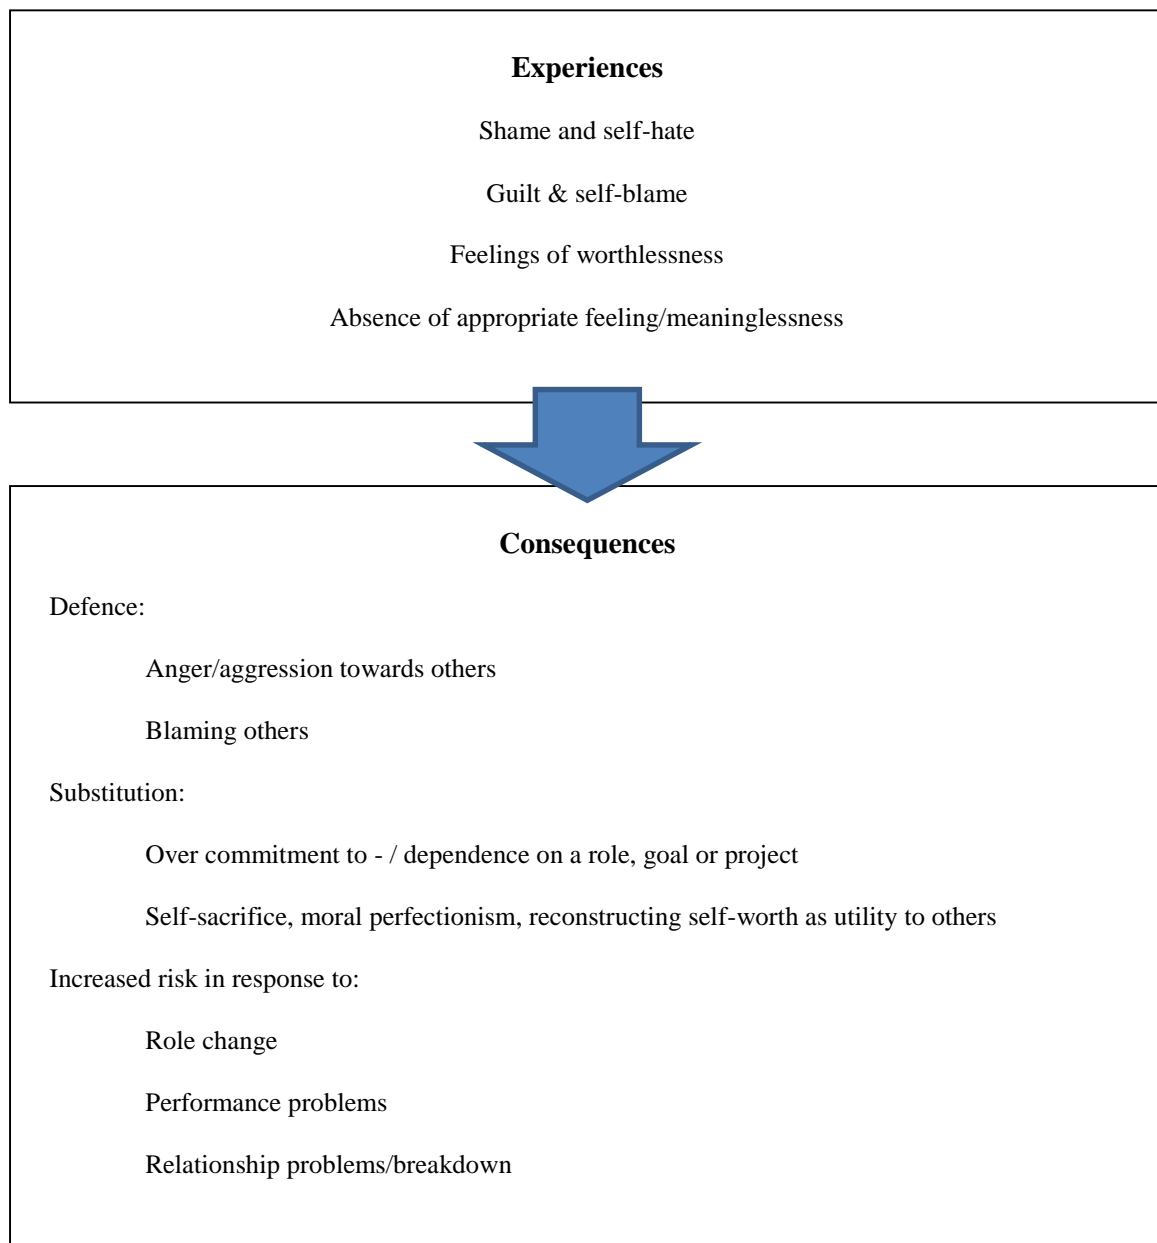 Experiences
Shame and self-hate
Guilt & self-blame
Feelings of worthlessness
Absence of appropriate feeling/meaninglessness
Consequences
Defence:
Anger/aggression towards others
Blaming others
Substitution:
Over commitment to - / dependence on a role, goal or project
Self-sacrifice, moral perfectionism, reconstructing self-worth as utility to others
Increased risk in response to:
Role change
Performance problems
Relationship problems/breakdown